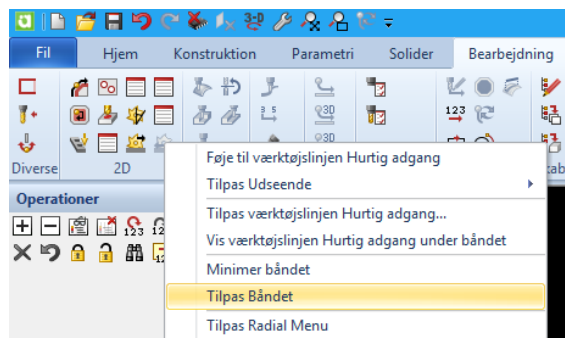 Fil Hjem Konstruktion Parametri Solider Bearbejdning
Diverse 2D
Føje til værktøjslinjen Hurtig adgang
Tilpas Udseende
Tilpas værktøjslinjen Hurtig adgang...
Vis værktøjslinjen Hurtig adgang under båndet
Minimer båndet
Tilpas Båndet
Tilpas Radial Menu
Operationer